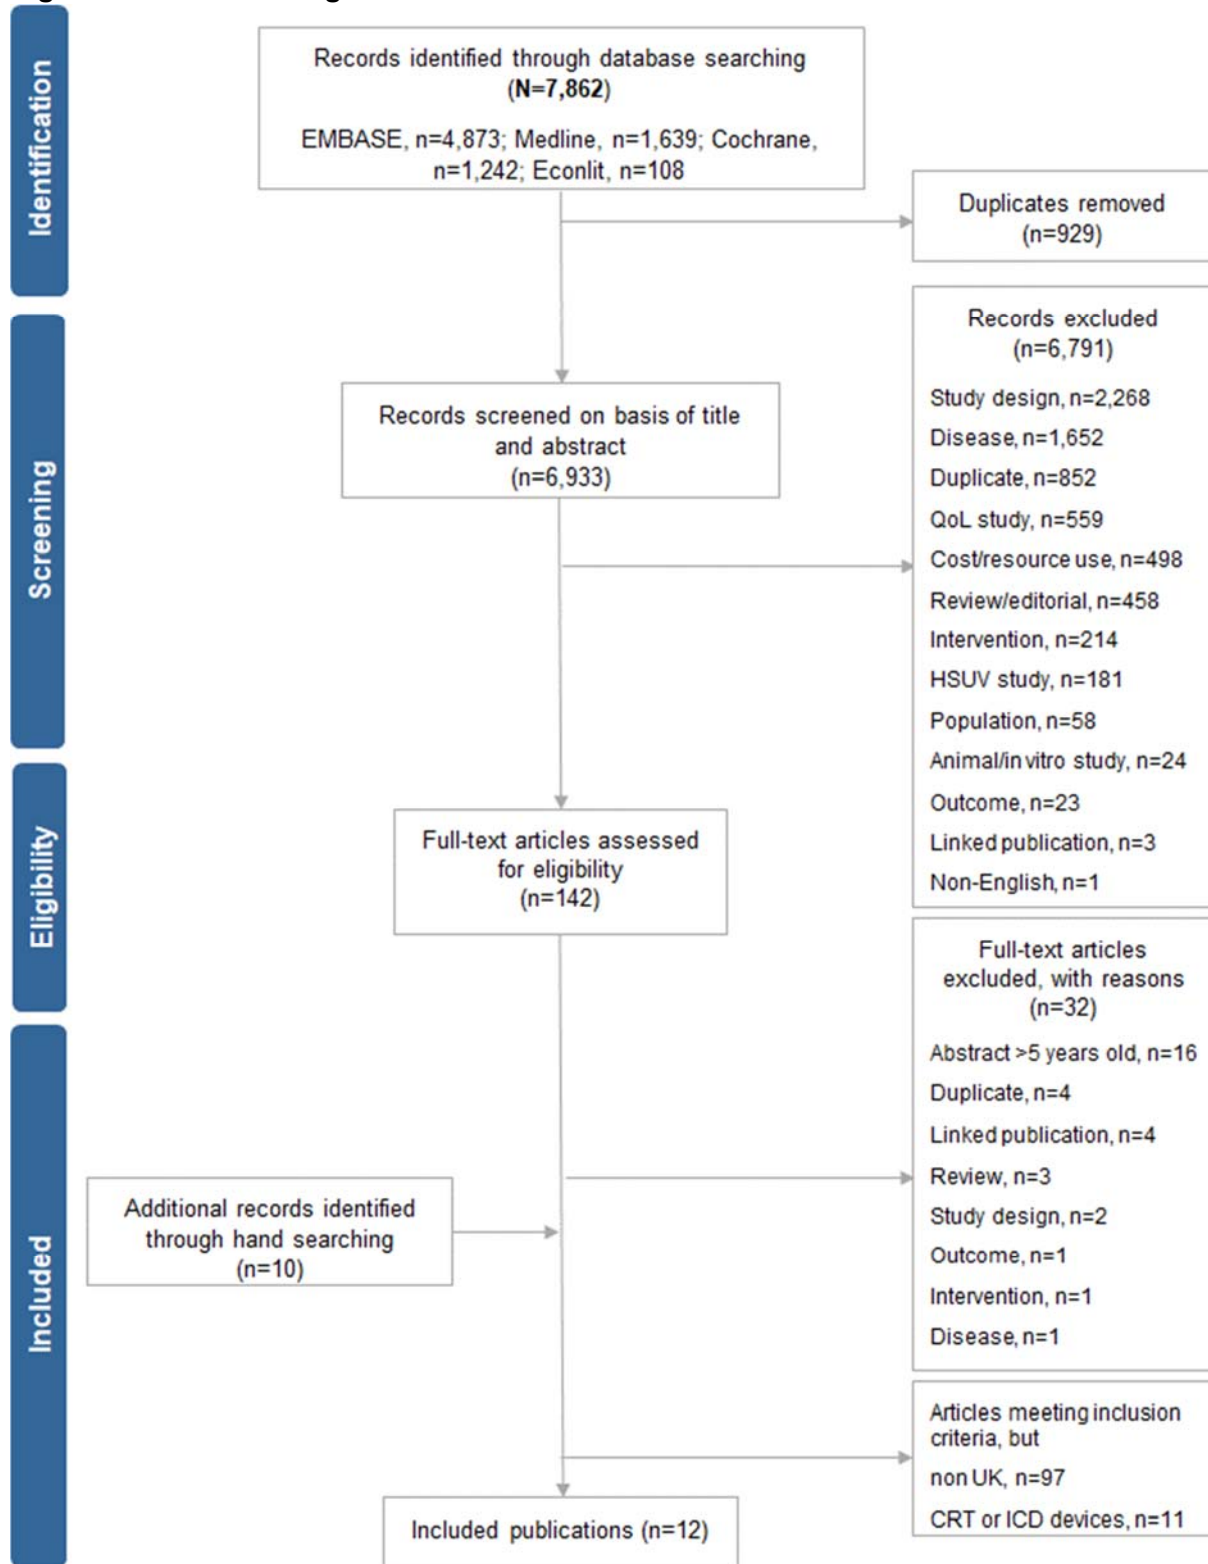 Identification
Records identified through database searching
(N=7,862)
EMBASE, n=4,873; Medline, n=1,639; Cochrane,
n=1,242; Econlit, n=108
Duplicates removed
(n=929)
Screening
Records screened on basis of title
and abstract
(n=6,933)
Records excluded
(n=6,791)
Study design, n=2,268
Disease, n=1,652
Duplicate, n=852
QoL study, n=559
Cost/resource use, n=498
Review/editorial, n=458
Intervention, n=214
HSUV study, n=181
Population, n=58
Animal/in vitro study, n=24
Outcome, n=23
Linked publication, n=3
Non-English, n=1
Eligibility
Full-text articles assessed
for eligibility
(n=142)
Full-text articles
excluded, with reasons
(n=32)
Abstract >5 years old, n=16
Duplicate, n=4
Linked publication, n=4
Review, n=3
Study design, n=2
Outcome, n=1
Intervention, n=1
Disease, n=1
Included
Additional records identified
through hand searching
(n=10)
Articles meeting inclusion
criteria, but
non UK, n=97
CRT or ICD devices, n=11
Included publications (n=12)